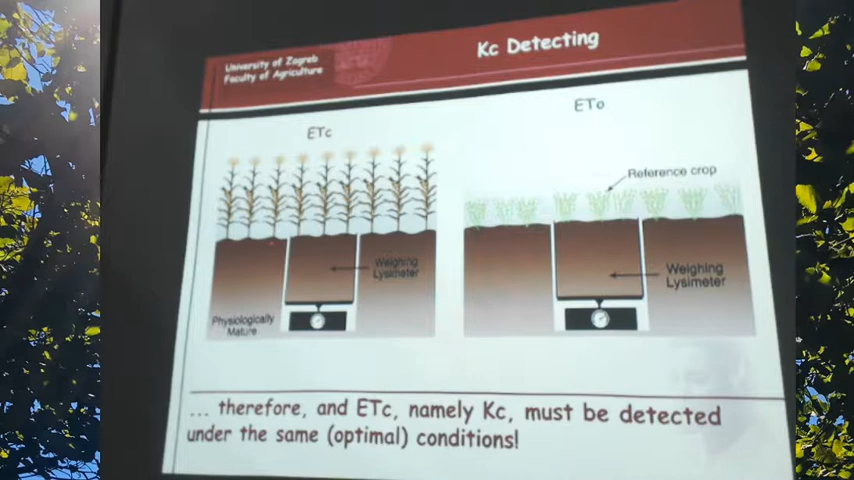 University of Zagreb
Faculty of Agriculture
Kc Detecting
ETc
ETo
Reference crop
Weighing
Lysimeter
Weighing
Lysimeter
Physiologically
Mature
... therefore, and ETc, namely Kc, must be detected
under the same (optimal) conditions!